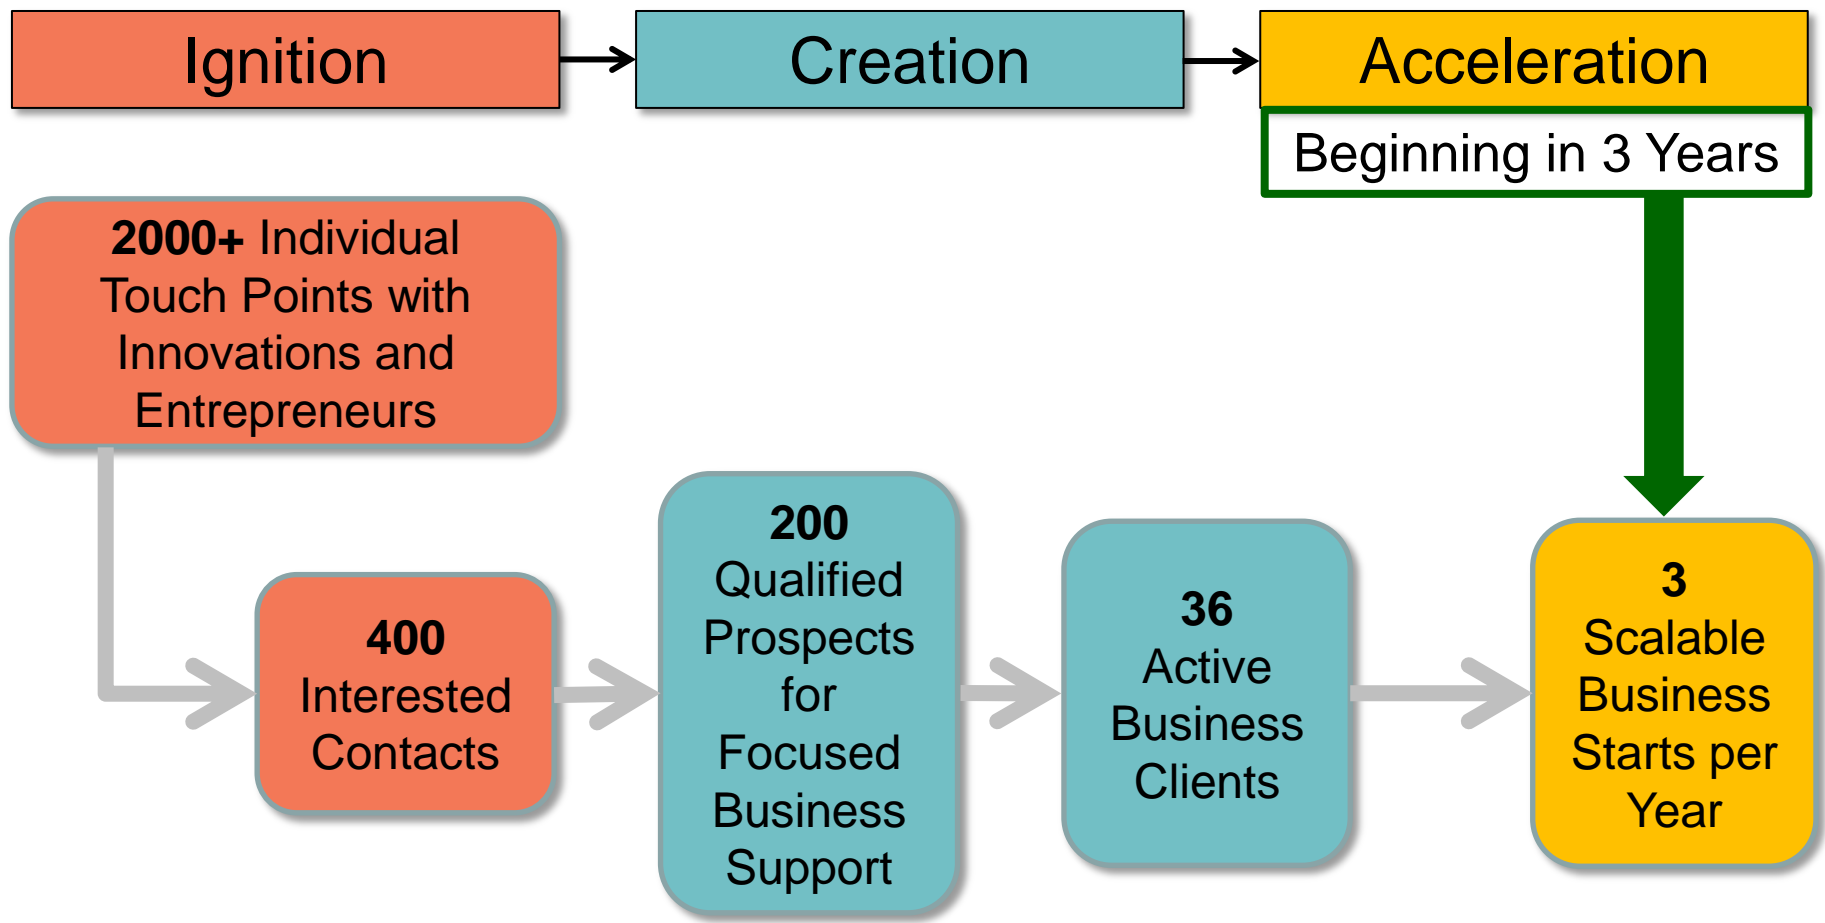 Ignition
Creation
Acceleration
Beginning in 3 Years
2000+ Individual
Touch Points with
Innovations and
Entrepreneurs
400
Interested
Contacts
200
Qualified
Prospects
for
Focused
Business
Support
36
Active
Business
Clients
3
Scalable
Business
Starts per
Year